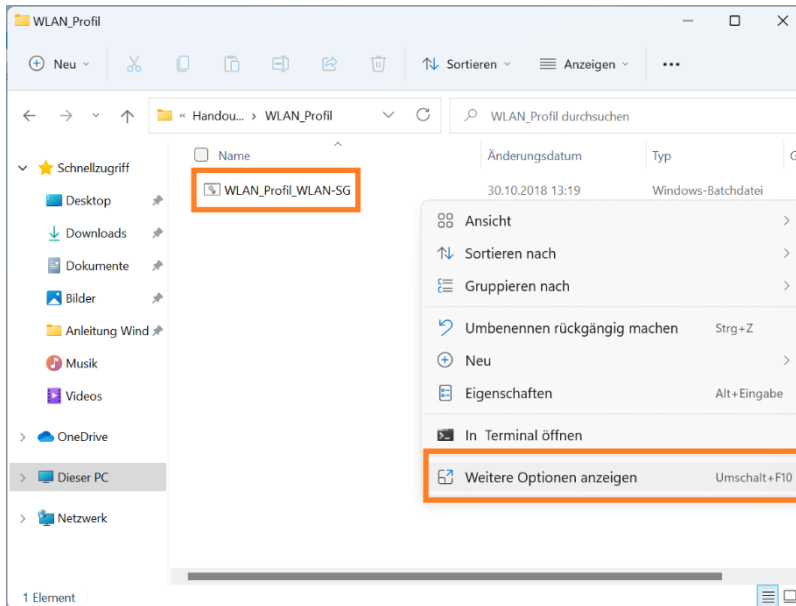 WLAN_Profil
Neu
Sortieren
Anzeigen
« Handou... > WLAN_Profil
WLAN_Profil durchsuchen
Name
Änderungsdatum
Typ
G
Schnellzugriff
Desktop
Downloads
Dokumente
Bilder
Anleitung Wind
Musik
Videos
OneDrive
Dieser PC
Netzwerk
WLAN_Profil_WLAN-SG
30.10.2018 13:19
Windows-Batchdatei
Ansicht
Sortieren nach
Gruppieren nach
Umbenennen rückgängig machen Strg+Z
Neu
Eigenschaften Alt+Eingabe
In Terminal öffnen
Weitere Optionen anzeigen Umschalt+F10
1 Element